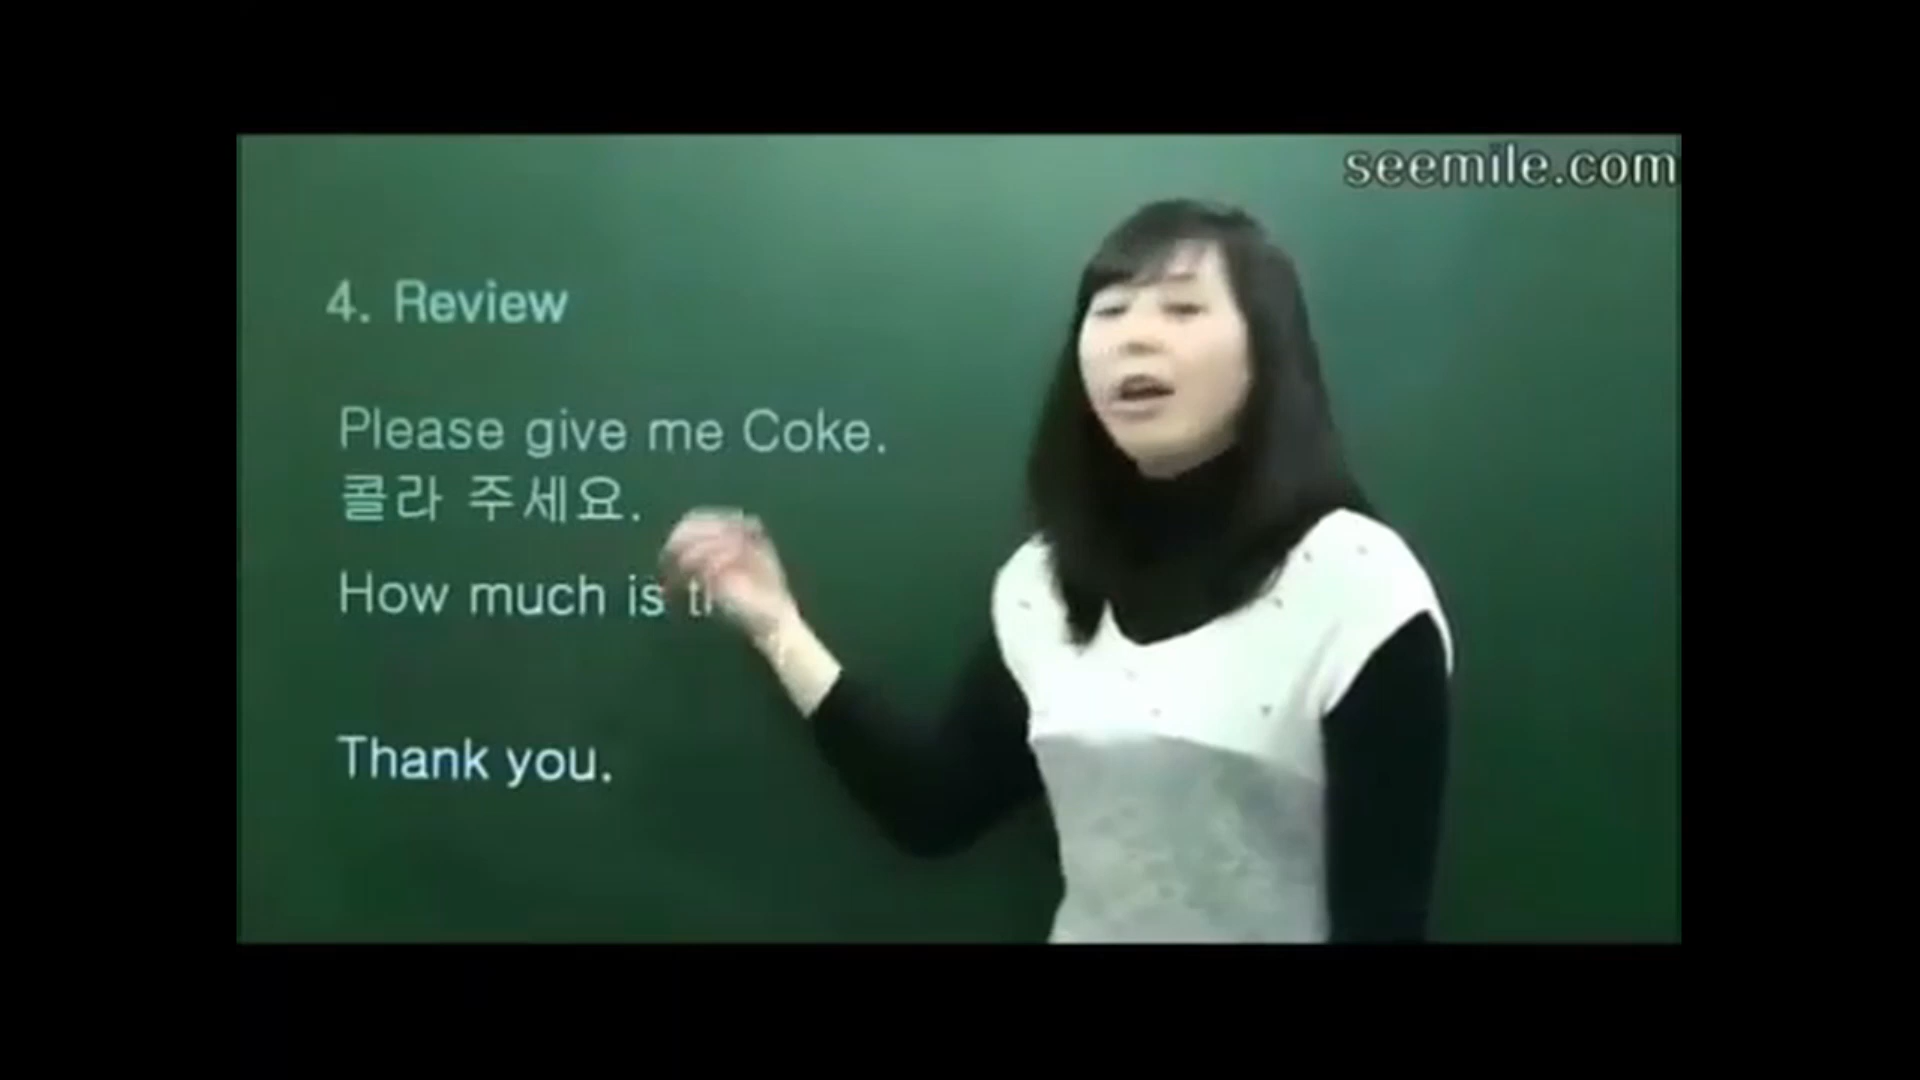 seemile.com
4. Review
Please give me Coke.
콜라 주세요.
How much is
Thank you.